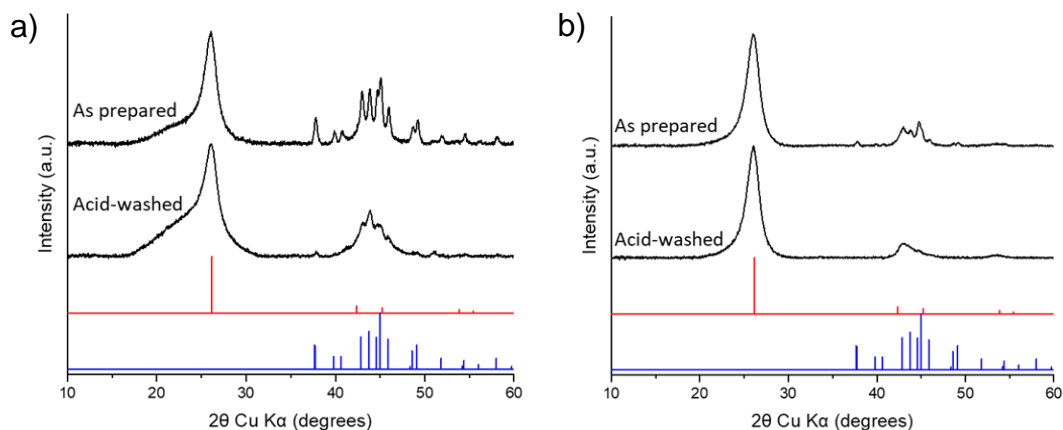 a)
Intensity (a.u.)
As prepared
Acid-washed
10 20 30 40 50 60
2θ Cu Kα (degrees)
b)
Intensity (a.u.)
As prepared
Acid-washed
10 20 30 40 50 60
2θ Cu Kα (degrees)